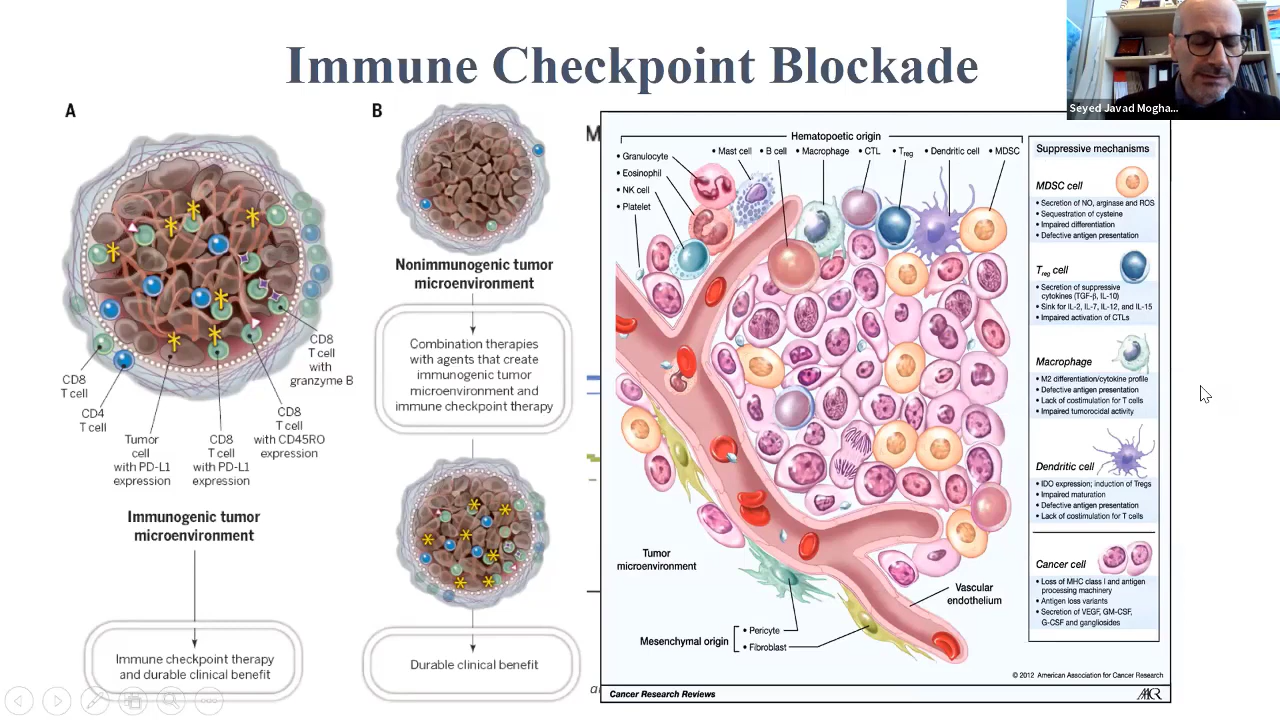 Immune Checkpoint Blockade
Seyed Javad Mogha...
A
B
CD8
T cell
CD4
T cell
Tumor
cell
with PD-L1
expression
CD8
T cell
with PD-L1
expression
CD8
T cell
with CD45RO
expression
CD8
T cell
with
granzyme B
Immunogenic tumor
microenvironment
Immune checkpoint therapy
and durable clinical benefit
Nonimmunogenic tumor
microenvironment
Combination therapies
with agents that create
immunogenic tumor
microenvironment and
immune checkpoint therapy
Durable clinical benefit
M
Hematopoetic origin
• Granulocyte
• Eosinophil
• NK cell
• Platelet
• Mast cell • B cell • Macrophage • CTL • Treg • Dendritic cell • MDSC
Tumor
microenvironment
Vascular
endothelium
Mesenchymal origin
• Pericyte
• Fibroblast
Suppressive mechanisms
MDSC cell
• Secretion of NO, arginase and ROS
• Sequestration of cysteine
• Impaired differentiation
• Defective antigen presentation
Treg cell
• Secretion of suppressive
cytokines (TGF-β, IL-10)
• Sink for IL-2, IL-7, IL-12, and IL-15
• Impaired activation of CTLs
Macrophage
• M2 differentiation/cytokine profile
• Defective antigen presentation
• Lack of costimulation for T cells
• Impaired tumorocidal activity
Dendritic cell
• IDO expression; induction of Tregs
• Impaired maturation
• Defective antigen presentation
• Lack of costimulation for T cells
Cancer cell
• Loss of MHC class I and antigen
processing machinery
• Antigen loss variants
• Secretion of VEGF, GM-CSF,
G-CSF and gangliosides
© 2012 American Association for Cancer Research
Cancer Research Reviews
AACR